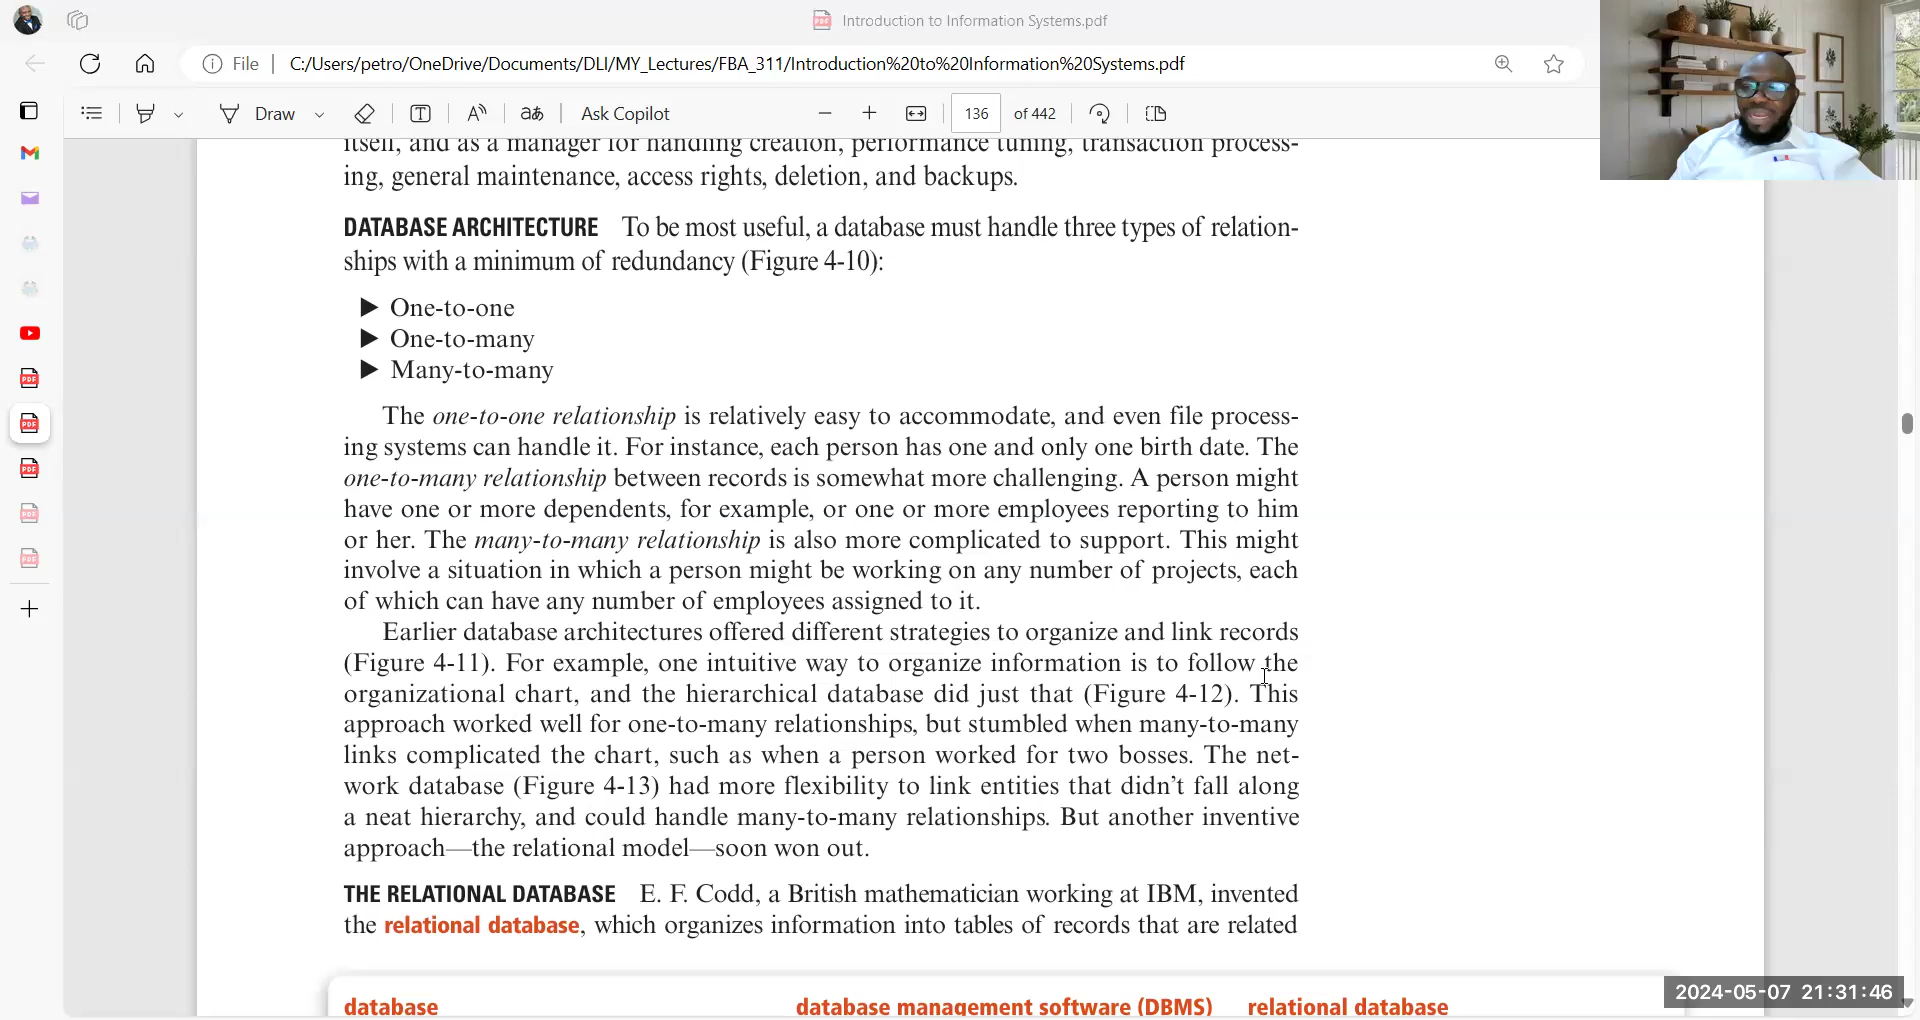 Introduction to Information Systems.pdf
File
C:/Users/petro/OneDrive/Documents/DLI/MY_Lectures/FBA_311/Introduction%20to%20Information%20Systems.pdf
Draw
Ask Copilot
136
of 442
itself, and as a manager for handling creation, performance tuning, transaction process-
ing, general maintenance, access rights, deletion, and backups.
DATABASE ARCHITECTURE To be most useful, a database must handle three types of relation-
ships with a minimum of redundancy (Figure 4-10):
▶ One-to-one
▶ One-to-many
▶ Many-to-many
The one-to-one relationship is relatively easy to accommodate, and even file process-
ing systems can handle it. For instance, each person has one and only one birth date. The
one-to-many relationship between records is somewhat more challenging. A person might
have one or more dependents, for example, or one or more employees reporting to him
or her. The many-to-many relationship is also more complicated to support. This might
involve a situation in which a person might be working on any number of projects, each
of which can have any number of employees assigned to it.
Earlier database architectures offered different strategies to organize and link records
(Figure 4-11). For example, one intuitive way to organize information is to follow the
organizational chart, and the hierarchical database did just that (Figure 4-12). This
approach worked well for one-to-many relationships, but stumbled when many-to-many
links complicated the chart, such as when a person worked for two bosses. The net-
work database (Figure 4-13) had more flexibility to link entities that didn't fall along
a neat hierarchy, and could handle many-to-many relationships. But another inventive
approach—the relational model—soon won out.
THE RELATIONAL DATABASE E. F. Codd, a British mathematician working at IBM, invented
the relational database, which organizes information into tables of records that are related
database
database management software (DBMS)
relational database
2024-05-07 21:31:46